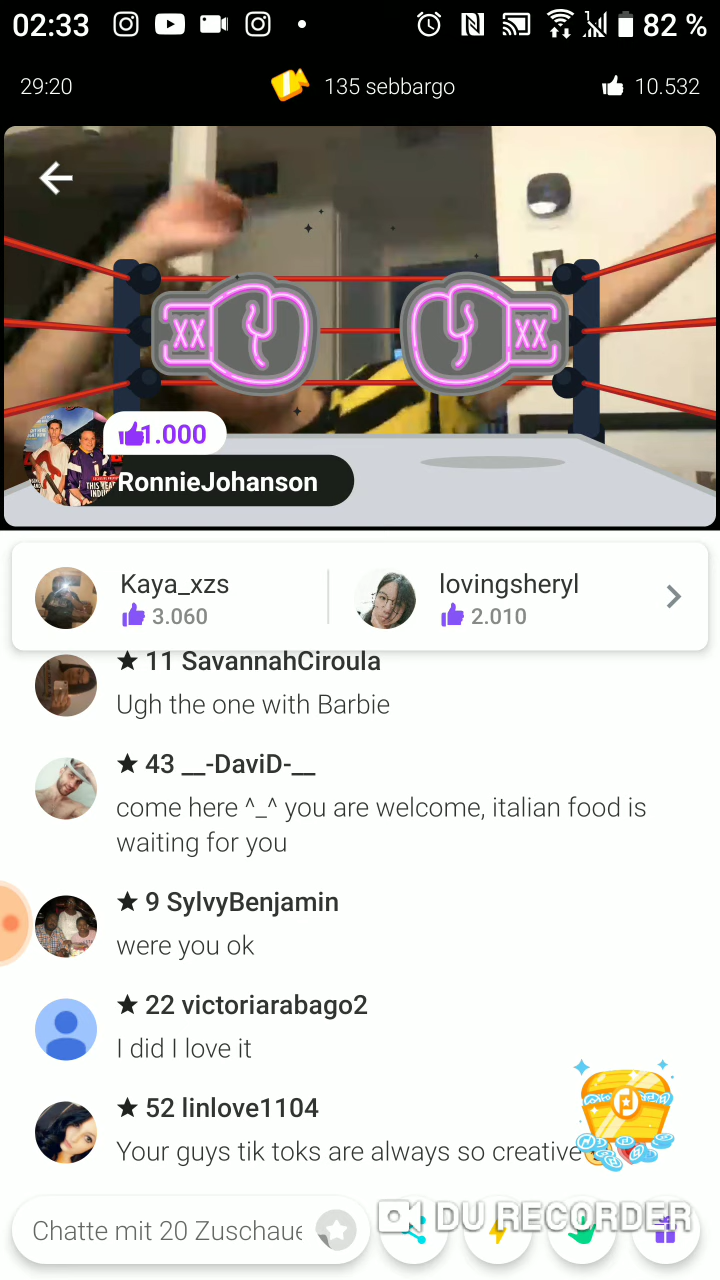 02:33
82 %
29:20
135 sebbargo
10.532
XX
XX
1.000
RonnieJohanson
THIS YEAR
Kaya_xzs
3.060
lovingsheryl
2.010
★ 11 SavannahCiroula
Ugh the one with Barbie
★ 43 __-DaviD-__
come here ^_^ you are welcome, italian food is
waiting for you
★ 9 SylvyBenjamin
were you ok
★ 22 victoriarabago2
I did I love it
★ 52 linlove1104
Your guys tik toks are always so creative
Chatte mit 20 Zuschaue
DU RECORDER